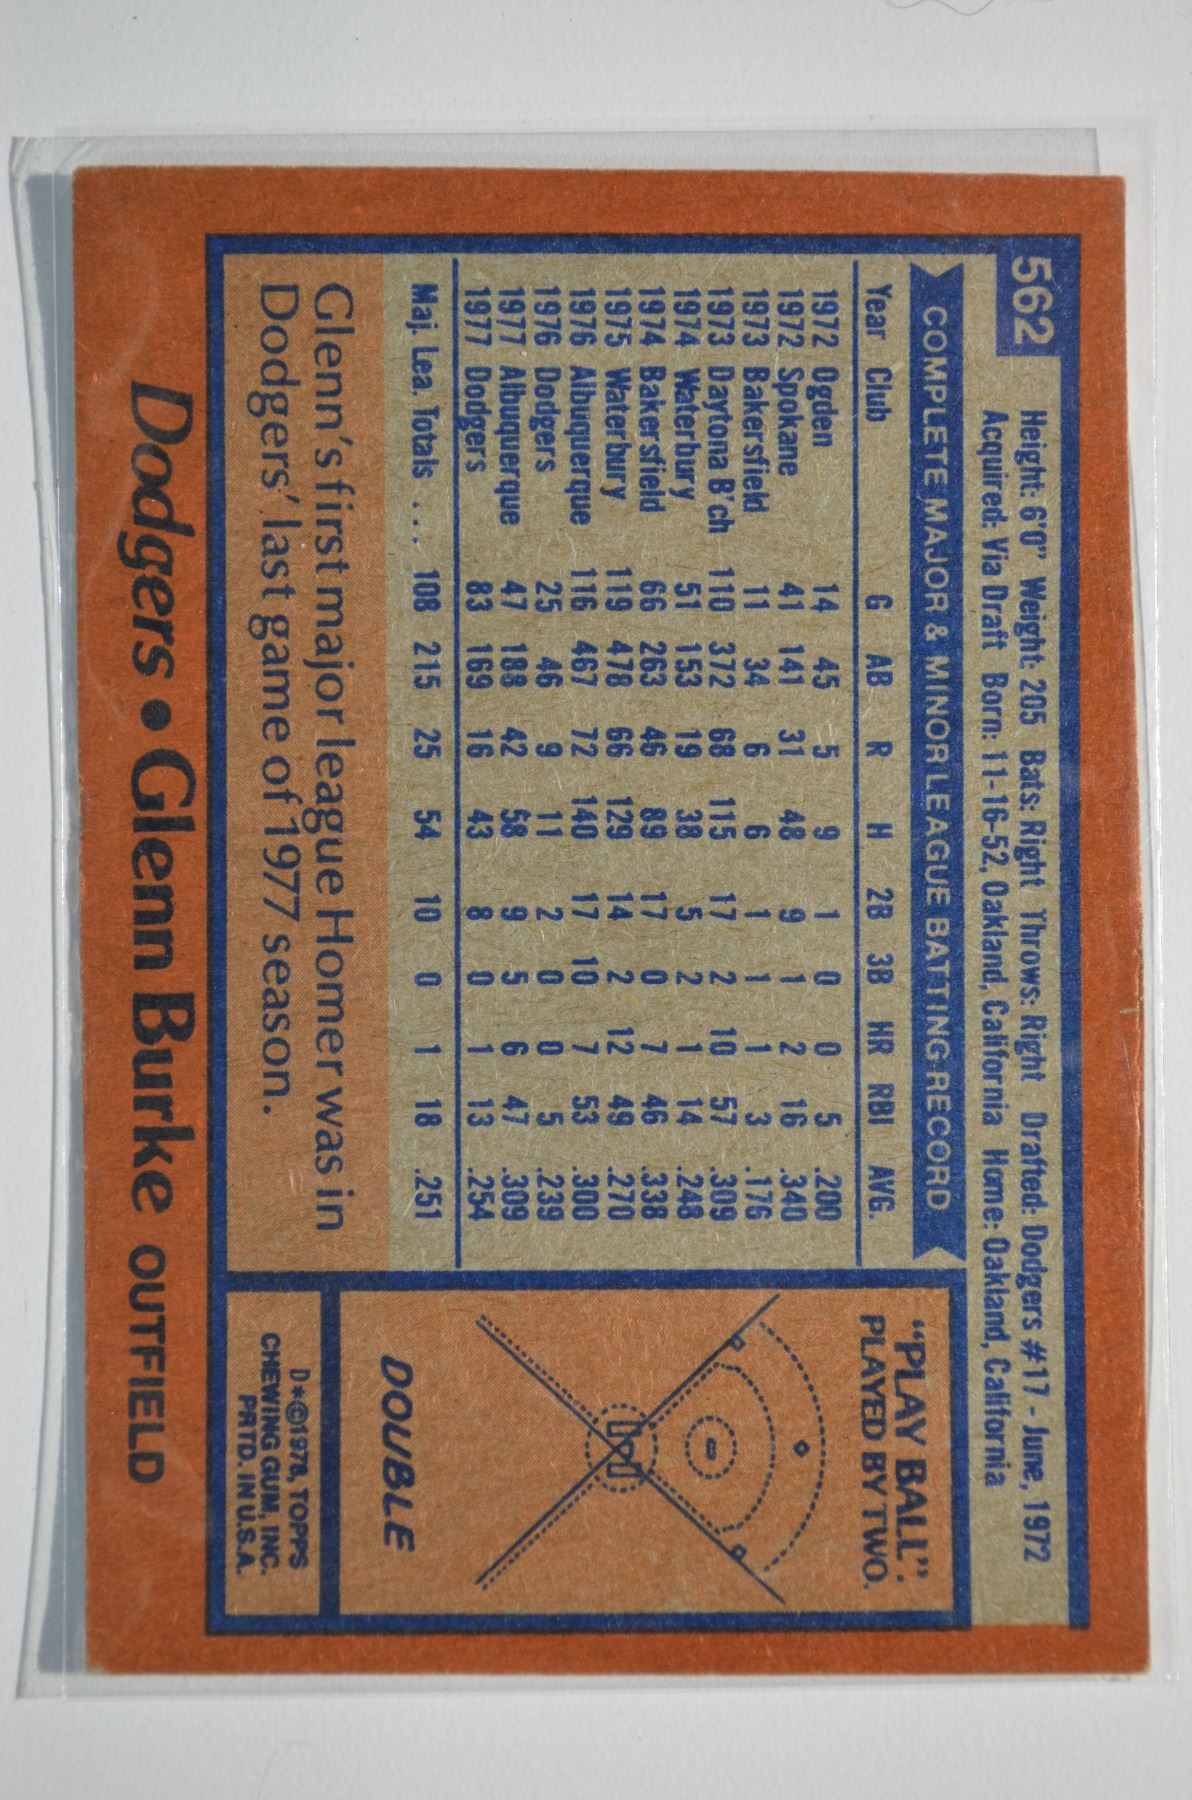 562
Height: 6'0" Weight: 205 Bats: Right Throws: Right Drafted: Dodgers #17 - June, 1972
Acquired: Via Draft Born: 11-16-52, Oakland, California Home: Oakland, California
COMPLETE MAJOR & MINOR LEAGUE BATTING RECORD
Year Club G AB R H 2B 3B HR RBI AVG.
1972 Ogden 14 45 5 9 1 0 0 5 .200
1972 Spokane 41 141 31 48 9 1 2 16 .340
1973 Bakersfield 11 34 6 6 1 1 1 3 .176
1973 Daytona B'ch 110 372 68 115 17 2 10 57 .309
1974 Waterbury 51 153 19 38 5 2 1 14 .248
1974 Bakersfield 66 263 46 89 17 0 7 46 .338
1975 Waterbury 119 478 66 129 14 2 12 49 .270
1976 Albuquerque 116 467 72 140 17 10 7 53 .300
1976 Dodgers 25 46 9 11 2 0 0 5 .239
1977 Albuquerque 47 188 42 58 9 5 6 47 .309
1977 Dodgers 83 169 16 43 8 0 1 13 .254
Maj. Lea. Totals . . . 108 215 25 54 10 0 1 18 .251
Glenn's first major league Homer was in
Dodgers' last game of 1977 season.
"PLAY BALL":
PLAYED BY TWO.
DOUBLE
D*©1978, TOPPS
CHEWING GUM, INC.
PRTD. IN U.S.A.
Dodgers • Glenn Burke OUTFIELD